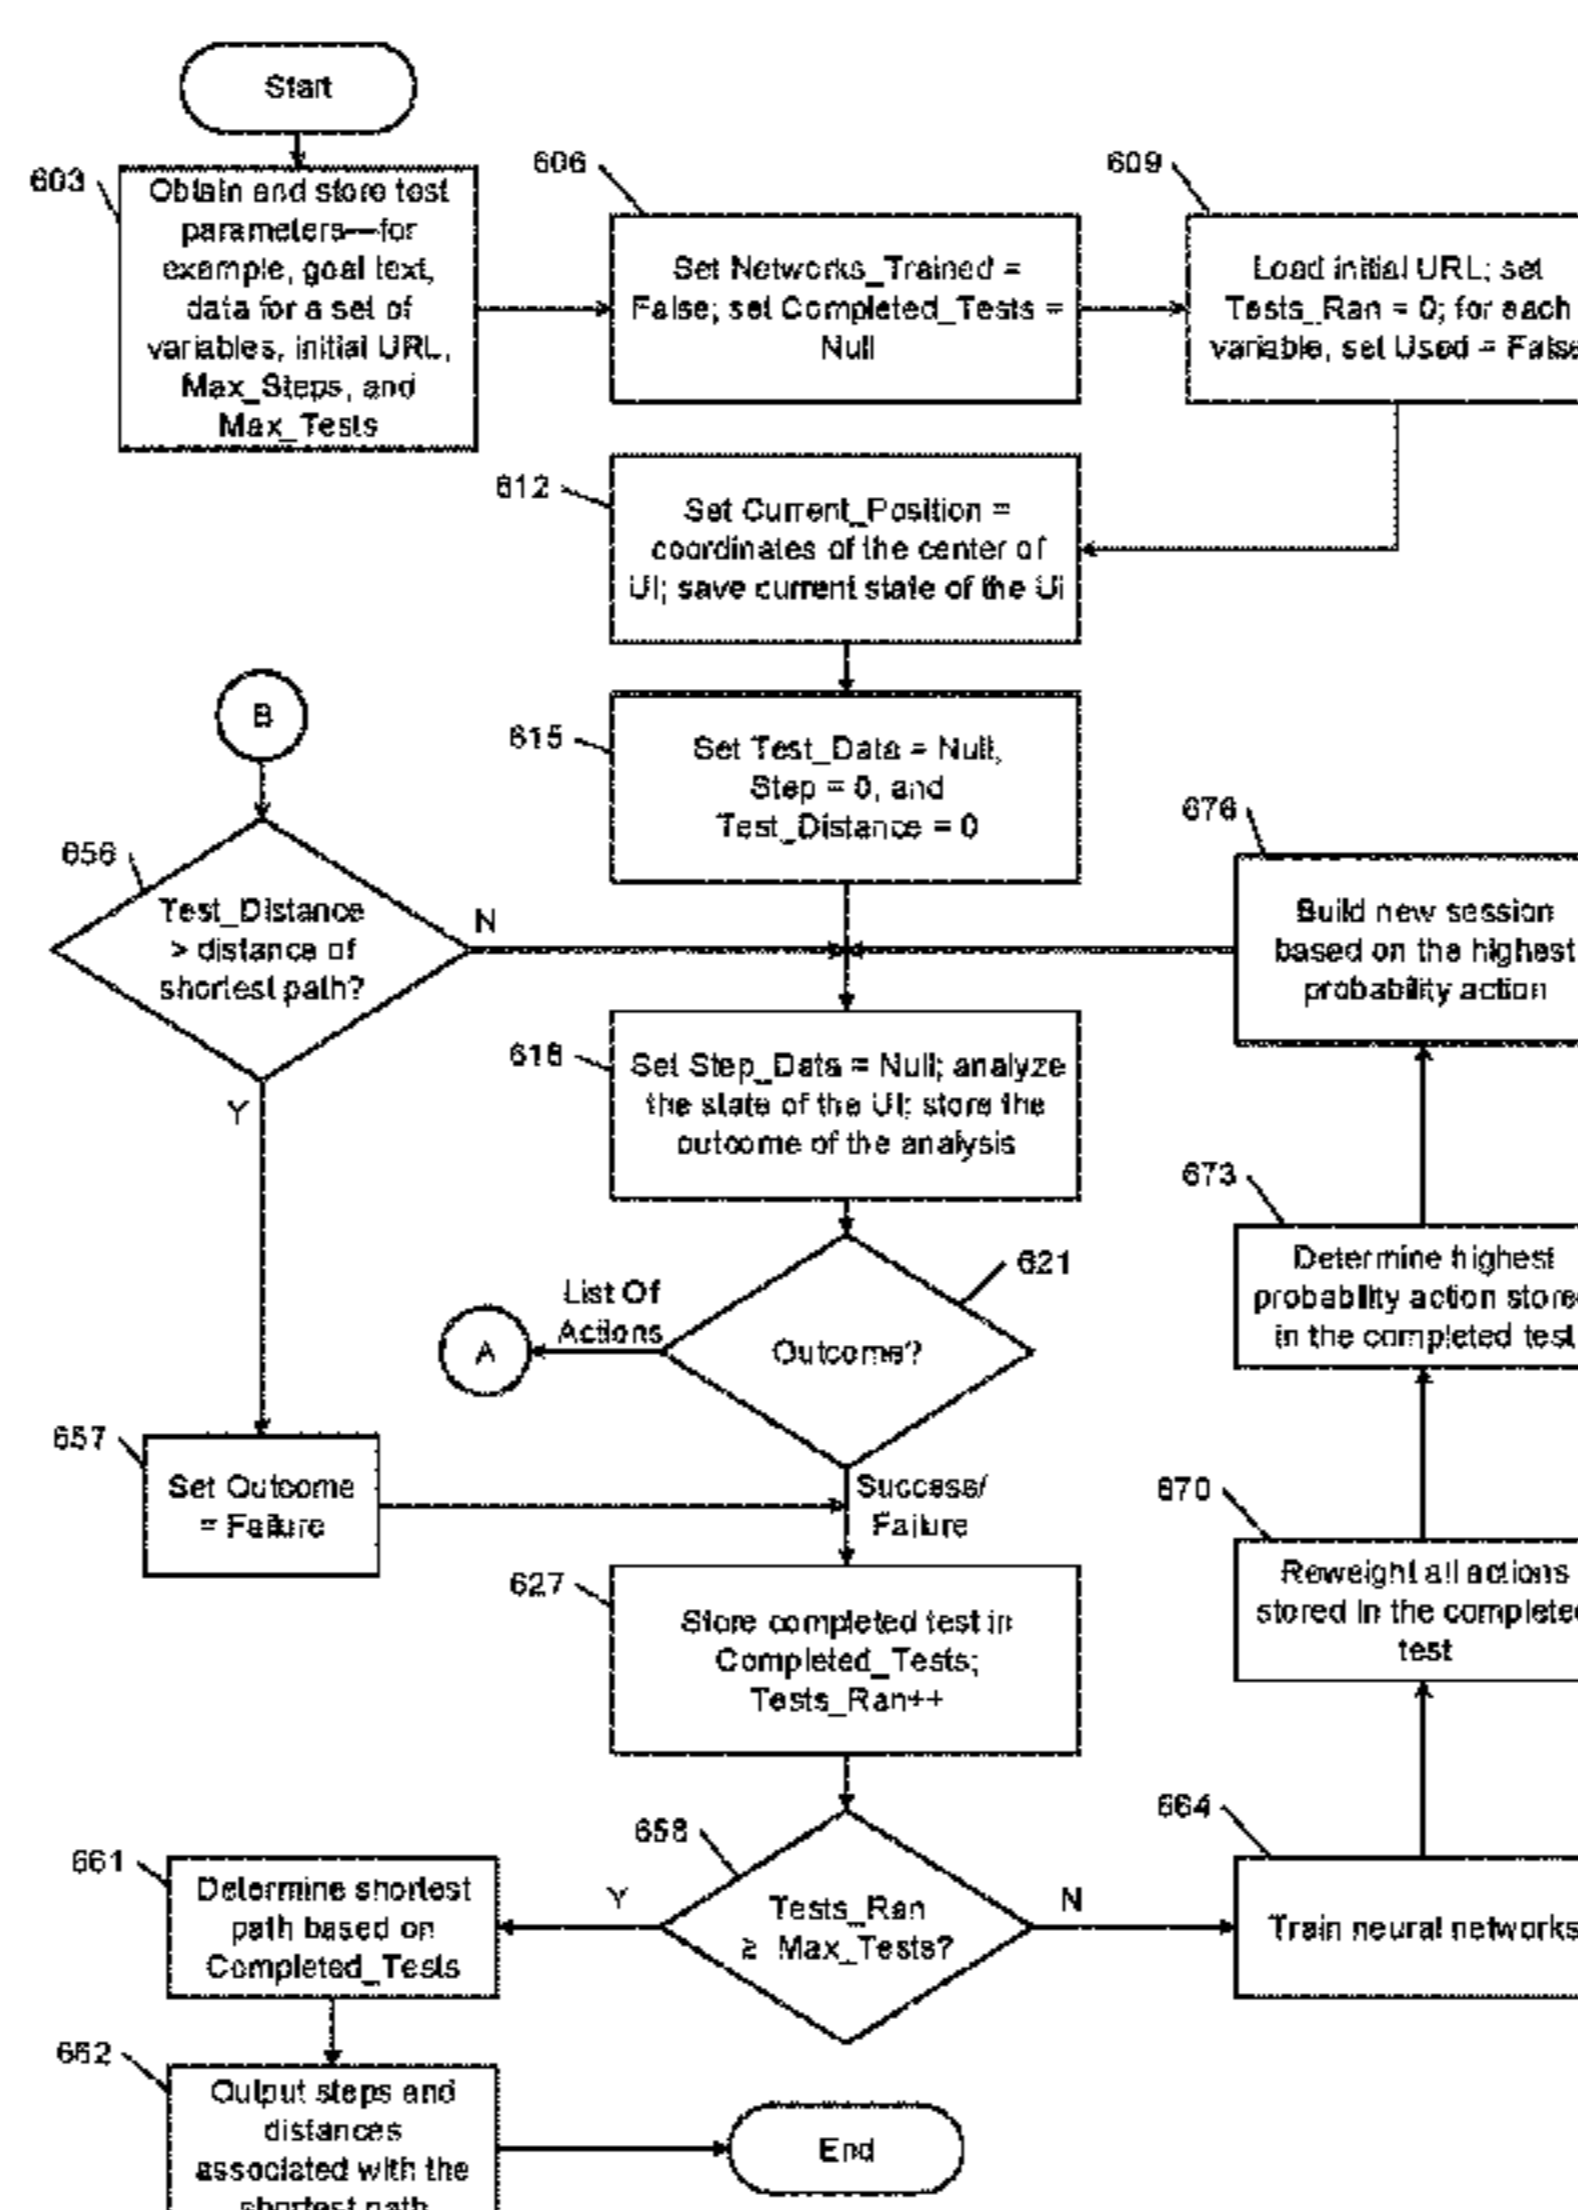 Start
603
Obtain and store test
parameters—for
example, goal text,
data for a set of
variables, initial URL,
Max_Steps, and
Max_Tests
606
Set Networks_Trained =
False; set Completed_Tests =
Null
609
Load initial URL; set
Tests_Ran = 0; for each
variable, set Used = False
612
Set Current_Position =
coordinates of the center of
UI; save current state of the UI
615
Set Test_Data = Null,
Step = 0, and
Test_Distance = 0
B
656
Test_Distance
> distance of
shortest path?
N
Y
676
Build new session
based on the highest
probability action
618
Set Step_Data = Null; analyze
the state of the UI; store the
outcome of the analysis
673
Determine highest
probability action store
in the completed test
621
Outcome?
List Of
Actions
A
Success/
Failure
657
Set Outcome
= Failure
670
Reweight all actions
stored in the complete
test
627
Store completed test in
Completed_Tests;
Tests_Ran++
658
Tests_Ran
≥ Max_Tests?
Y
N
664
Train neural networks
661
Determine shortest
path based on
Completed_Tests
662
Output steps and
distances
associated with the
shortest path
End